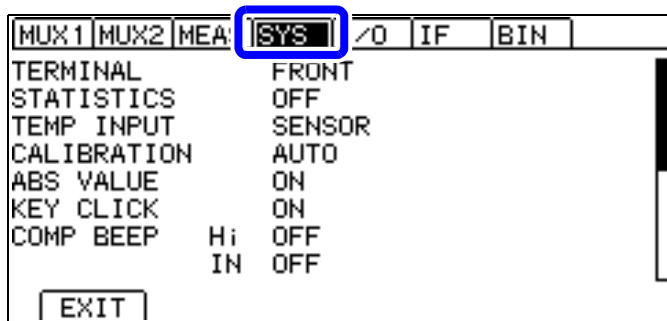 MUX1 MUX2 MEA SYS /O IF BIN
TERMINAL FRONT
STATISTICS OFF
TEMP INPUT SENSOR
CALIBRATION AUTO
ABS VALUE ON
KEY CLICK ON
COMP BEEP Hi OFF
IN OFF
EXIT